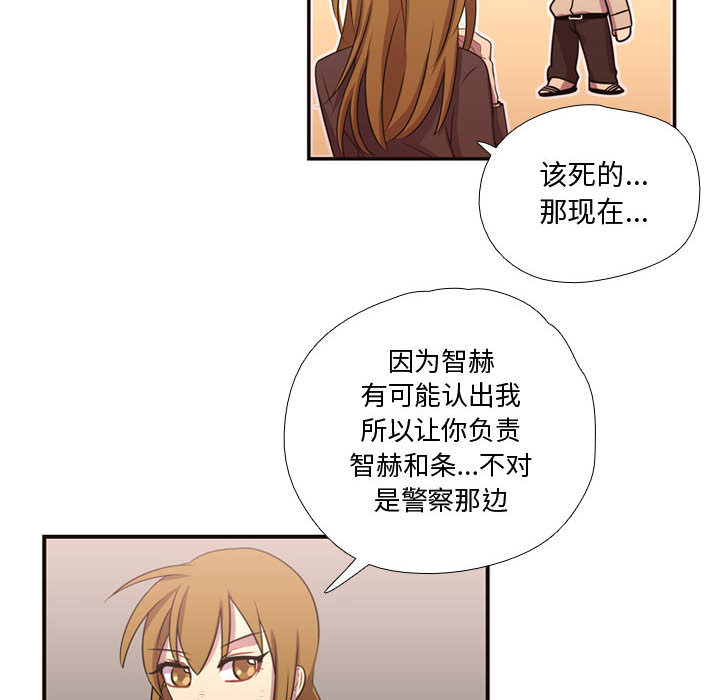 该死的...
那现在...
因为智赫
有可能认出我
所以让你负责
智赫和条...不对
是警察那边